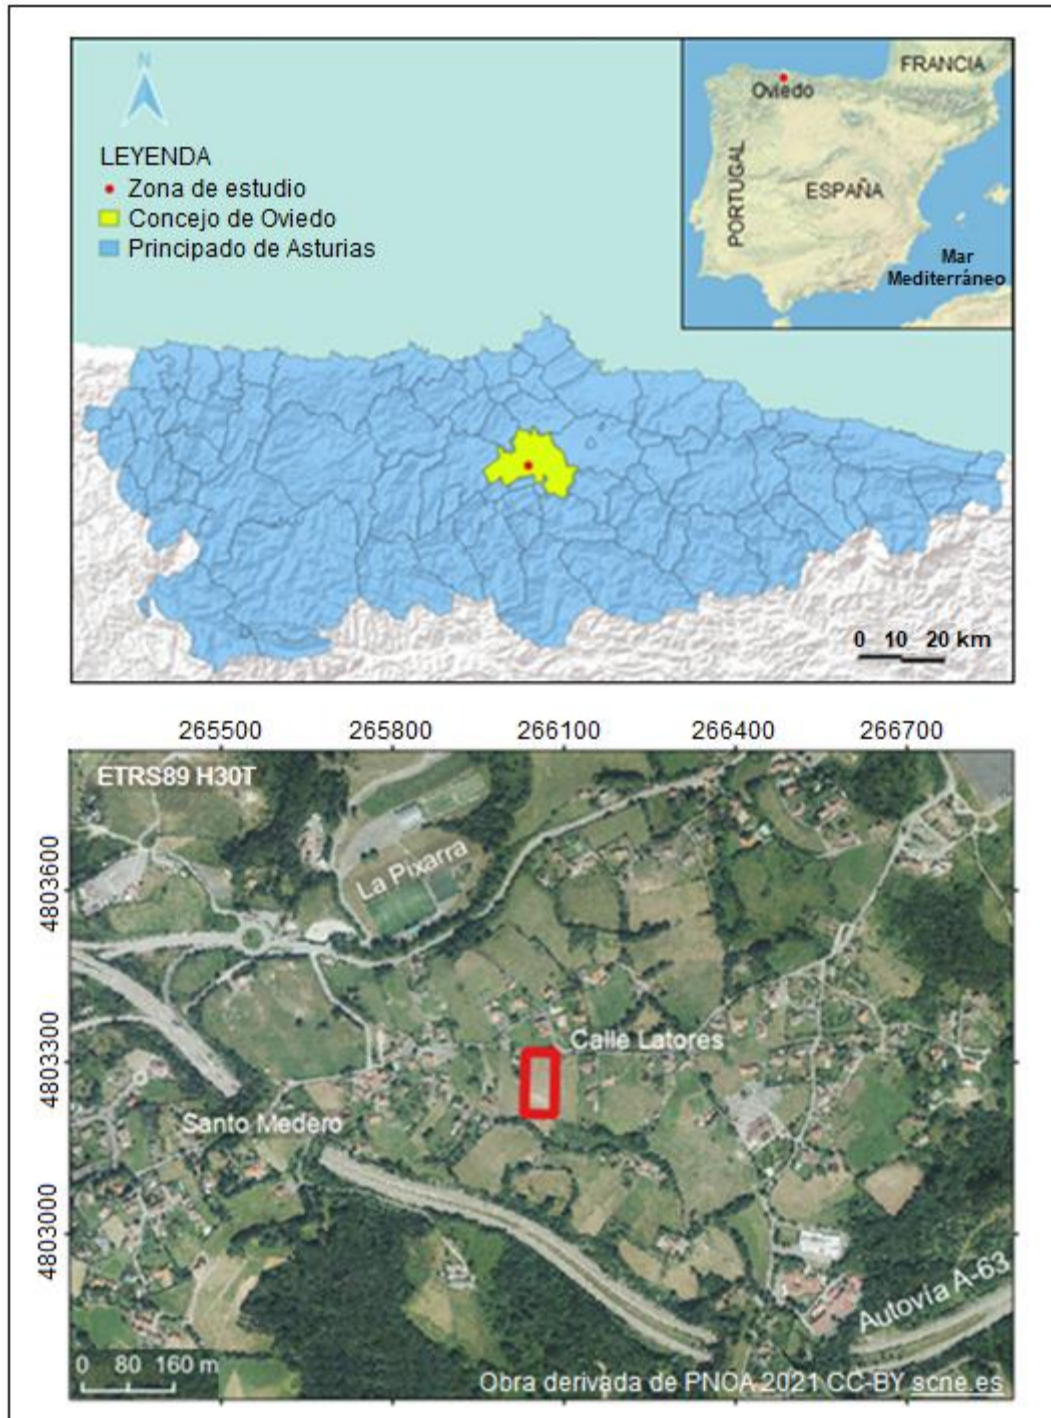 N
LEYENDA
Zona de estudio
Concejo de Oviedo
Principado de Asturias
FRANCIA
Oviedo
PORTUGAL
ESPAÑA
Mar
Mediterráneo
0 10 20 km
265500 265800 266100 266400 266700
ETRS89 H30T
4803600
La Pixarra
Calle Latores
4803300
Santo Medero
4803000
Autovía A-63
0 80 160 m
Obra derivada de PNOA 2021 CC-BY scne.es